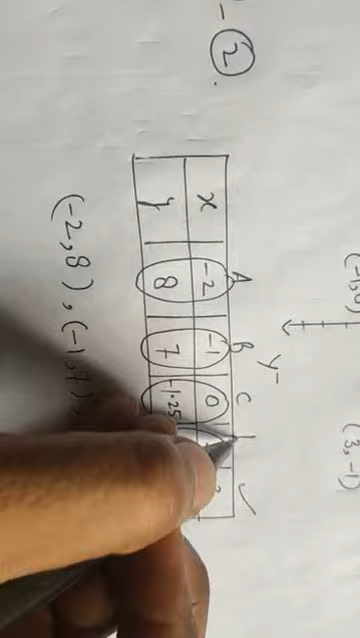 - ②.
(3, -1)
y⁻
A B C
x -2 -1 0
y 8 7 -1.25
(-2, 8), (-1, 7)